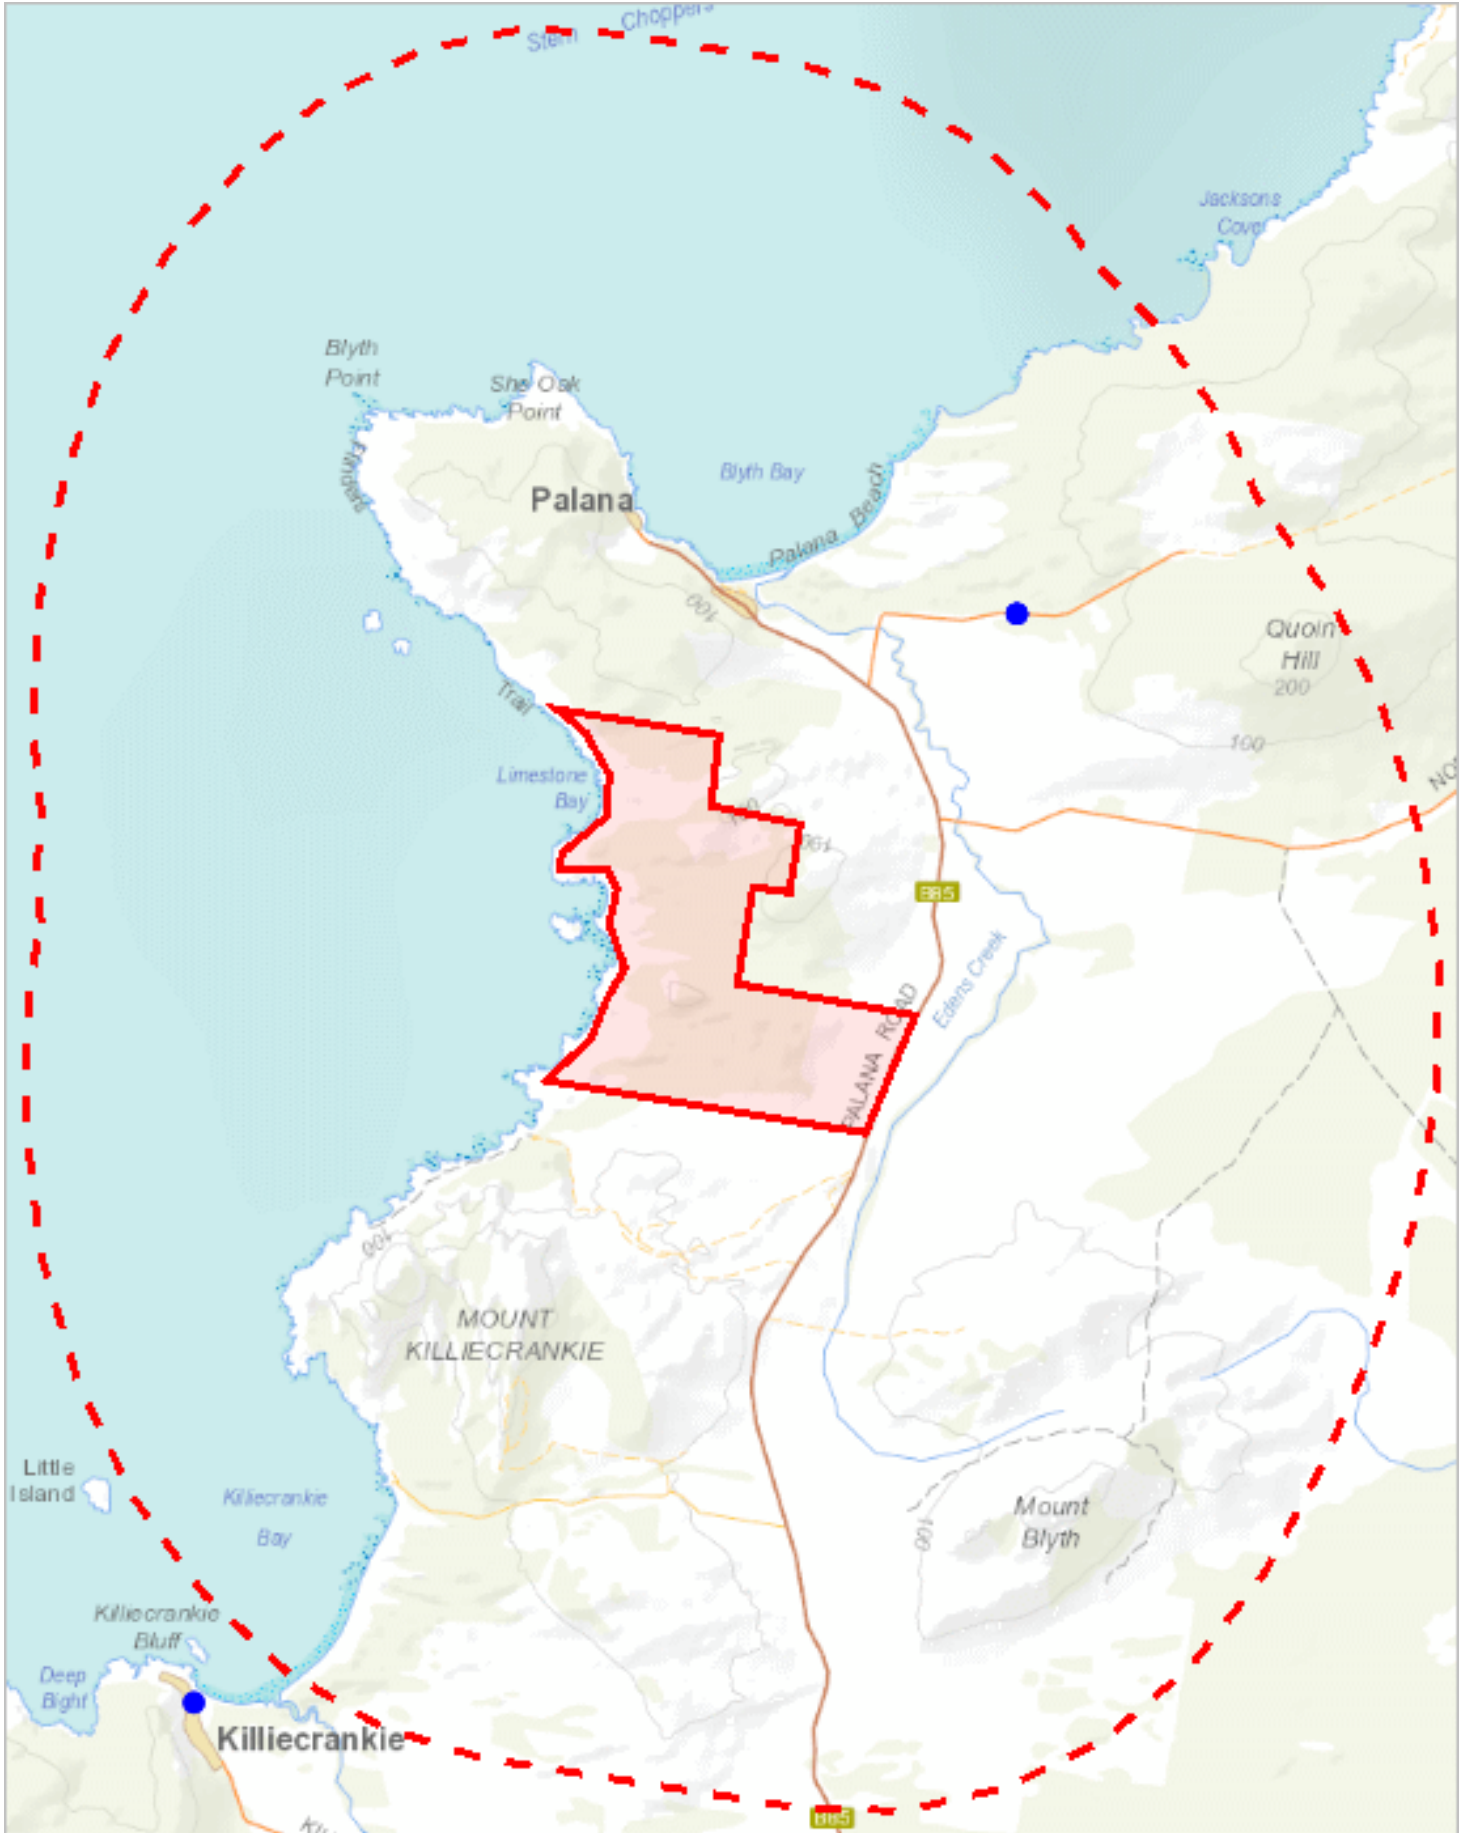 Stern Choppers
Jacksons
Cove
Blyth
Point
She Oak
Point
Flinders
Blyth Bay
Palana
Palana Beach
100
Quoin
Hill
200
Trail
100
Limestone
Bay
100
B85
Edens Creek
PALANA ROAD
100
MOUNT
KILLIECRANKIE
Little
Island
Killiecrankie
Bay
Mount
Blyth
100
Killiecrankie
Bluff
Deep
Bight
Killiecrankie
B85